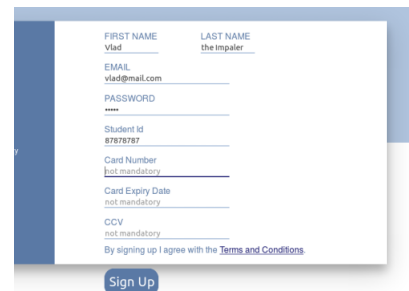 FIRST NAME LAST NAME
Vlad the Impaler
EMAIL
vlad@mail.com
PASSWORD
•••••
Student Id
87878787
y
Card Number
not mandatory
Card Expiry Date
not mandatory
CCV
not mandatory
By signing up I agree with the Terms and Conditions.
Sign Up